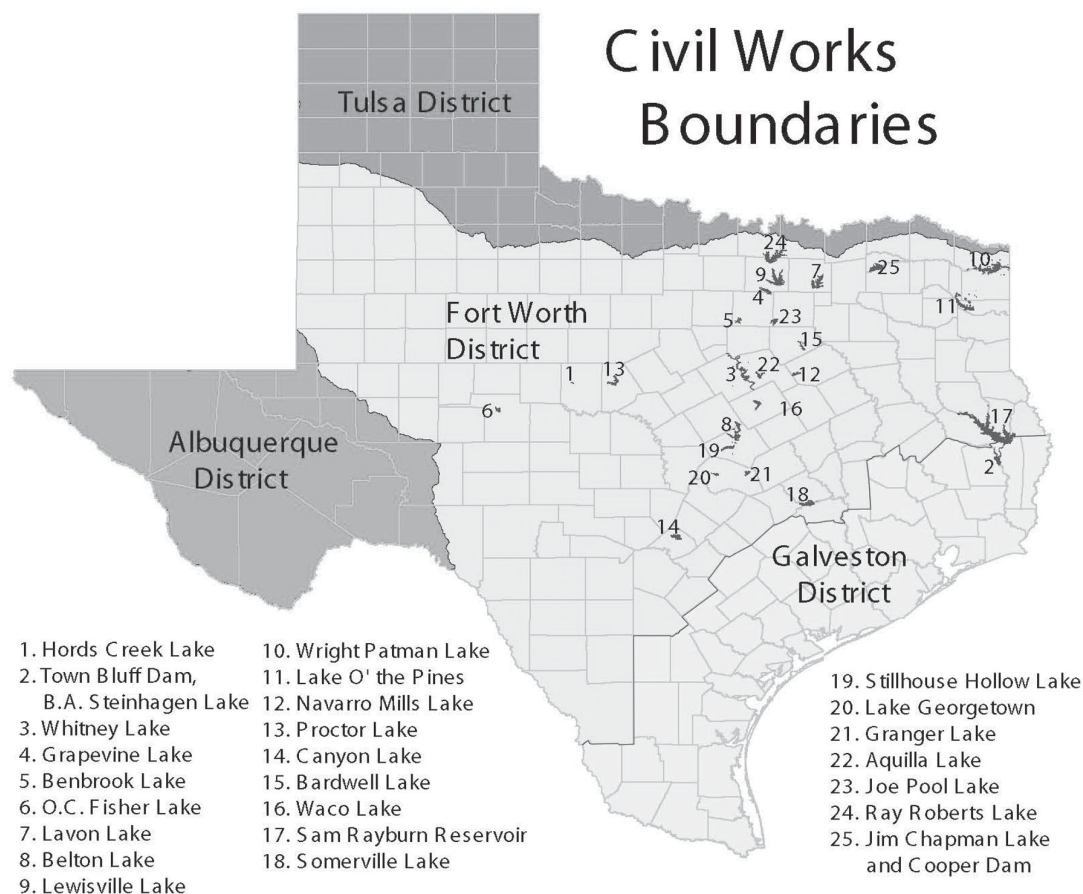 Civil Works
Boundaries
Tulsa District
24
9
7
25
10
4
11
Fort Worth
District
5
23
15
1
13
3
22
12
6
16
17
8
Albuquerque
District
19
2
20
21
18
14
Galveston
District
1. Hords Creek Lake
2. Town Bluff Dam,
B.A. Steinhagen Lake
3. Whitney Lake
4. Grapevine Lake
5. Benbrook Lake
6. O.C. Fisher Lake
7. Lavon Lake
8. Belton Lake
9. Lewisville Lake
10. Wright Patman Lake
11. Lake O' the Pines
12. Navarro Mills Lake
13. Proctor Lake
14. Canyon Lake
15. Bardwell Lake
16. Waco Lake
17. Sam Rayburn Reservoir
18. Somerville Lake
19. Stillhouse Hollow Lake
20. Lake Georgetown
21. Granger Lake
22. Aquilla Lake
23. Joe Pool Lake
24. Ray Roberts Lake
25. Jim Chapman Lake
and Cooper Dam